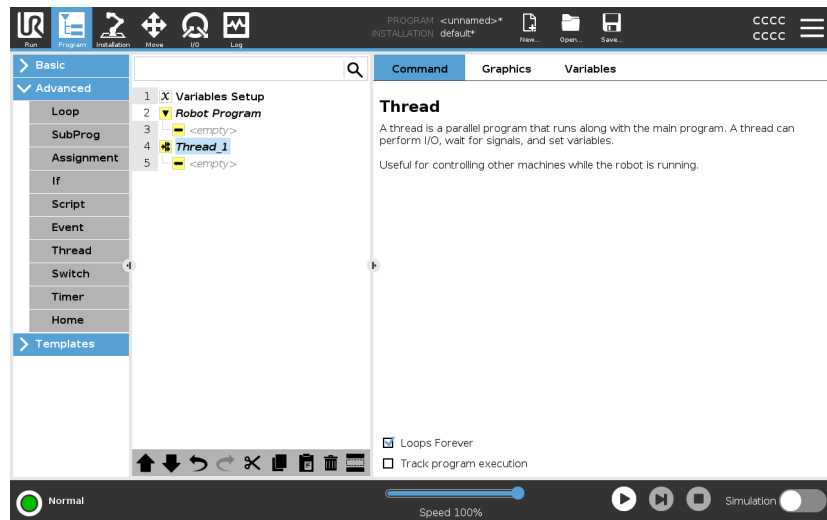 PROGRAM <unnamed>*
INSTALLATION default*
CCCC
CCCC
Run Program Installation Move I/O Log New... Open... Save...
Basic
Advanced
Loop
SubProg
Assignment
If
Script
Event
Thread
Switch
Timer
Home
Templates
1 X Variables Setup
2 Robot Program
3 <empty>
4 Thread_1
5 <empty>
Command Graphics Variables
Thread
A thread is a parallel program that runs along with the main program. A thread can
perform I/O, wait for signals, and set variables.
Useful for controlling other machines while the robot is running.
Loops Forever
Track program execution
Normal
Speed 100%
Simulation